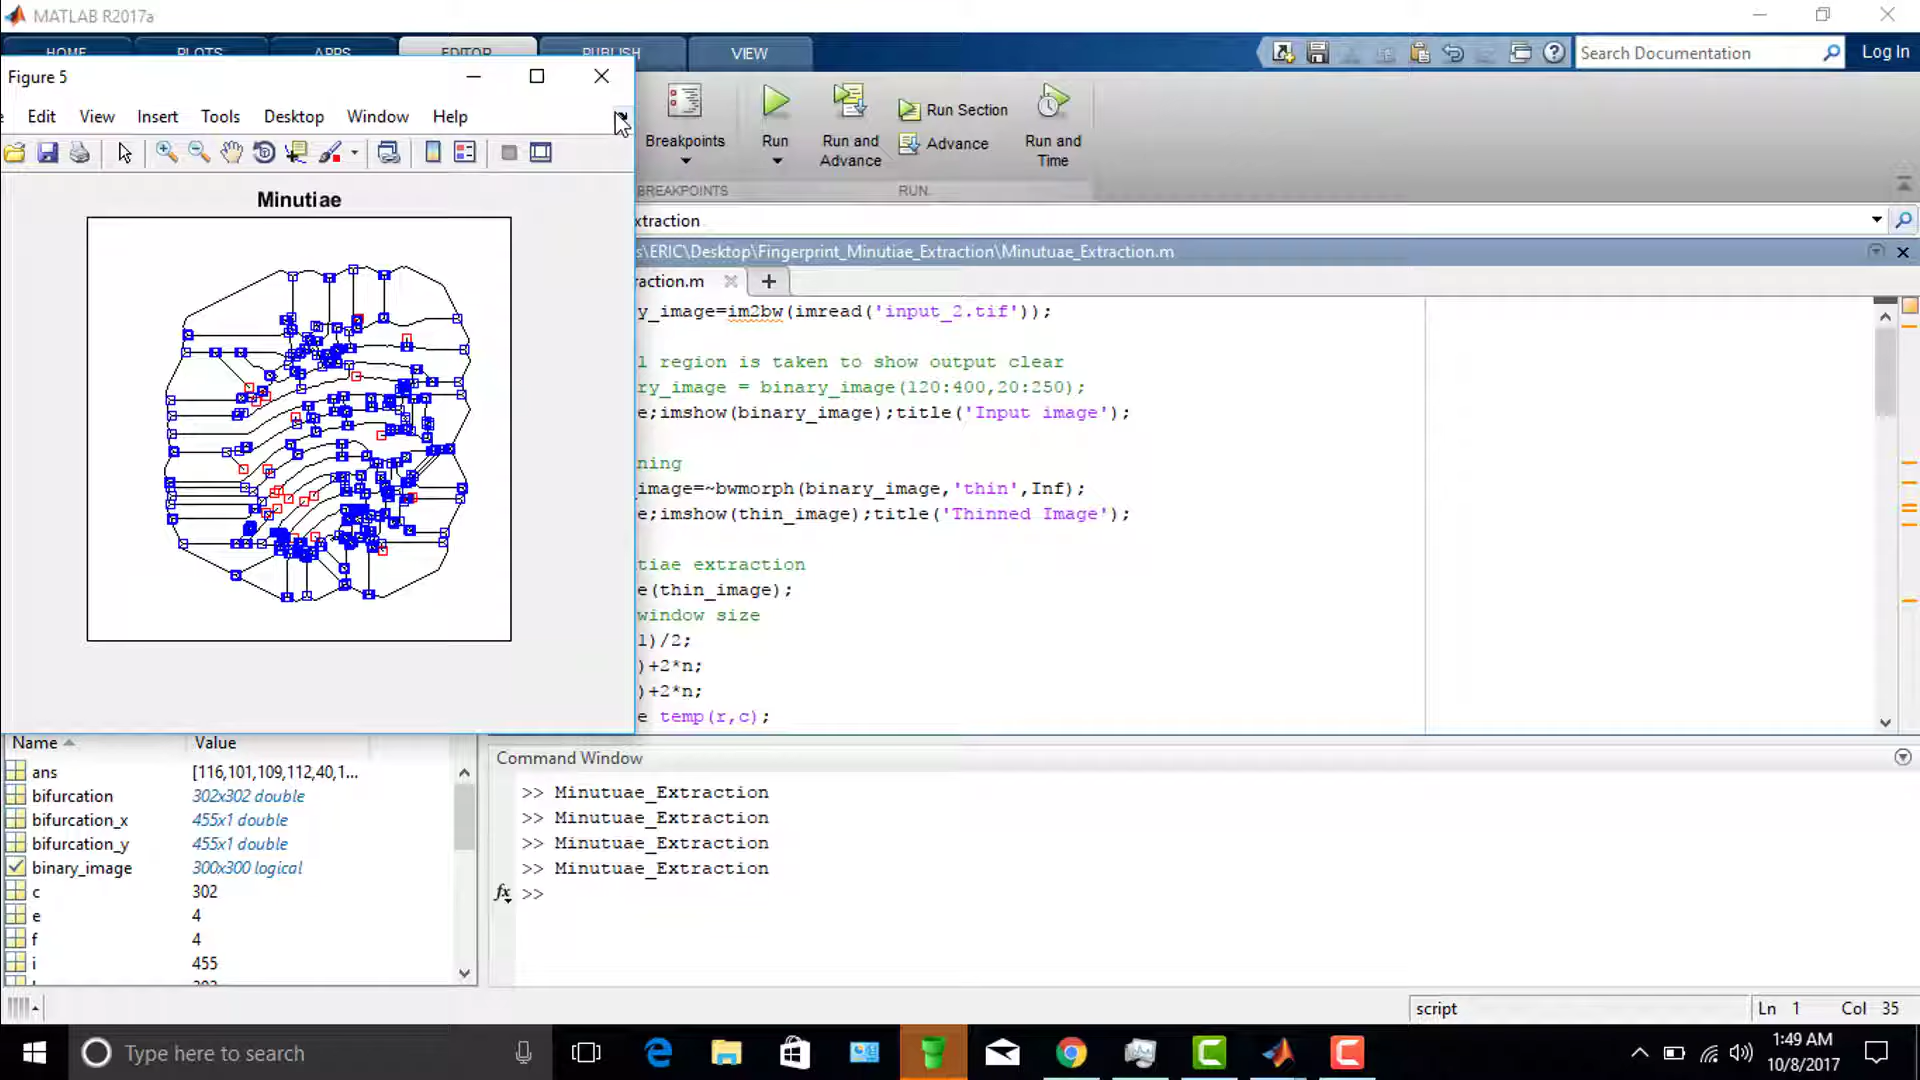 MATLAB R2017a
HOME PLOTS APPS EDITOR PUBLISH VIEW
Search Documentation
Log In
Figure 5
Edit View Insert Tools Desktop Window Help
Minutiae
Breakpoints
Run
Run and Advance
Run Section
Advance
Run and Time
BREAKPOINTS
RUN
xtraction
s\ERIC\Desktop\Fingerprint_Minutiae_Extraction\Minutuae_Extraction.m
raction.m
y_image=im2bw(imread('input_2.tif'));
l region is taken to show output clear
ry_image = binary_image(120:400,20:250);
e;imshow(binary_image);title('Input image');
ning
image=~bwmorph(binary_image,'thin',Inf);
e;imshow(thin_image);title('Thinned Image');
tiae extraction
e(thin_image);
window size
1)/2;
)+2*n;
)+2*n;
e temp(r,c);
Name Value
ans [116,101,109,112,40,1...
bifurcation 302x302 double
bifurcation_x 455x1 double
bifurcation_y 455x1 double
binary_image 300x300 logical
c 302
e 4
f 4
i 455
Command Window
>> Minutuae_Extraction
>> Minutuae_Extraction
>> Minutuae_Extraction
>> Minutuae_Extraction
fx >>
script
Ln 1 Col 35
Type here to search
1:49 AM
10/8/2017